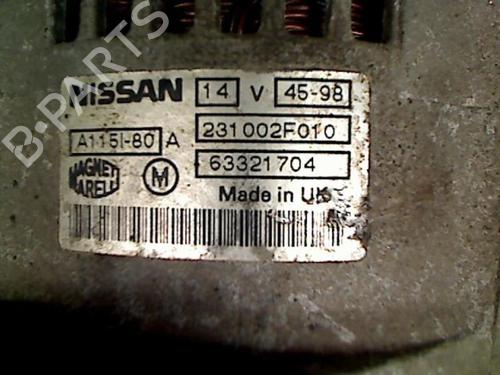 B-PARTS
NISSAN 14 V 45-98
A115I-80 A 231002F010
MAGNETI MARELLI M 63321704
Made in UK